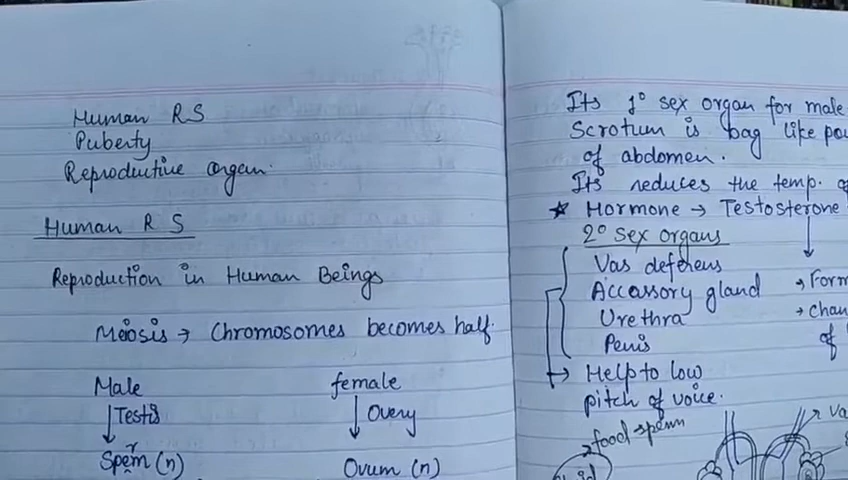 Human RS
Puberty
Reproductive organ.
Human R S
Reproduction in Human Beings
Meiosis → Chromosomes becomes half.
Male female
↓ Testis ↓ Overy
Sperm (n) Ovum (n)
Its 1° sex organ for male
Scrotum is bag like
of abdomen.
Its reduces the temp.
★ Hormone → Testosterone
2° sex organs
Vas deferens
Accassory gland → Form
Urethra → chan
Penis of
→ Help to low
pitch of voice.
food sperm